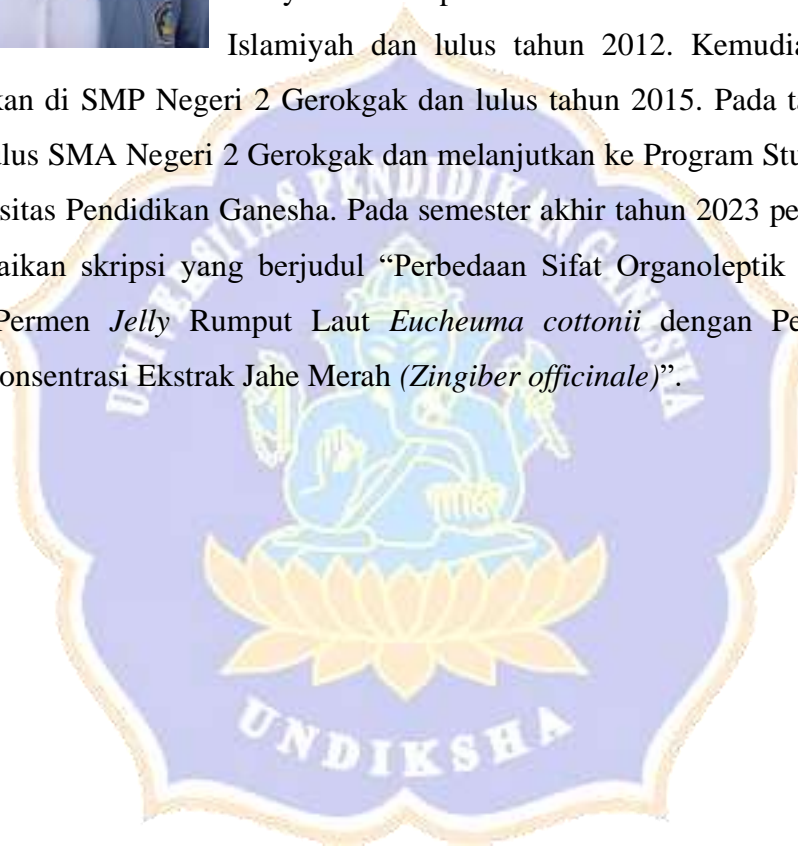 Islamiyah dan lulus tahun 2012. Kemudia
kan di SMP Negeri 2 Gerokgak dan lulus tahun 2015. Pada ta
lus SMA Negeri 2 Gerokgak dan melanjutkan ke Program Stu
sitas Pendidikan Ganesha. Pada semester akhir tahun 2023 pe
aikan skripsi yang berjudul “Perbedaan Sifat Organoleptik
Permen Jelly Rumput Laut Eucheuma cottonii dengan Pe
onsentrasi Ekstrak Jahe Merah (Zingiber officinale)”.
UNIVERSITAS PENDIDIKAN GANESHA
UNDIKSHA